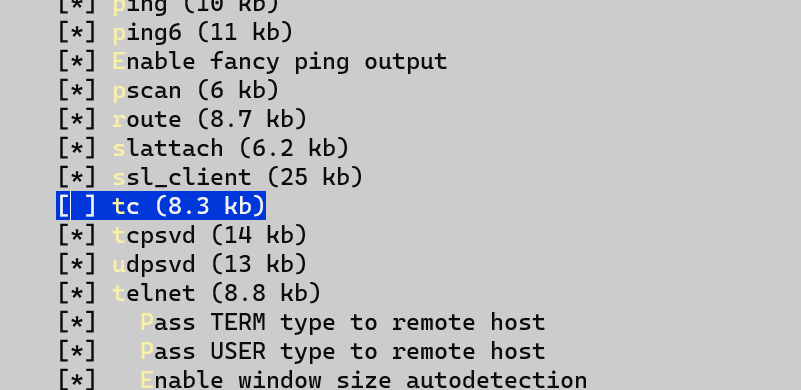 [*] ping (10 kb)
[*] ping6 (11 kb)
[*] Enable fancy ping output
[*] pscan (6 kb)
[*] route (8.7 kb)
[*] slattach (6.2 kb)
[*] ssl_client (25 kb)
[ ] tc (8.3 kb)
[*] tcpsvd (14 kb)
[*] udpsvd (13 kb)
[*] telnet (8.8 kb)
[*]   Pass TERM type to remote host
[*]   Pass USER type to remote host
[*]   Enable window size autodetection